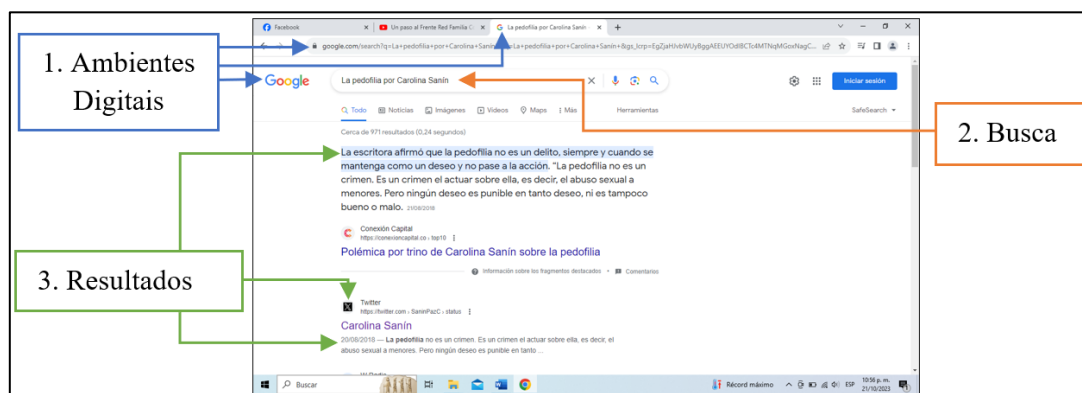 Facebook
Un paso al Frente Red Familia C
La pedofilia por Carolina Sanín
google.com/search?q=La+pedofilia+por+Carolina+Sanín
La+pedofilia+por+Carolina+Sanín+
1. Ambientes
Digitais
Google
La pedofilia por Carolina Sanín
Iniciar sesión
Todo Noticias Imágenes Videos Maps Más Herramientas
SafeSearch
Cerca de 971 resultados (0,24 segundos)
2. Busca
La escritora afirmó que la pedofilia no es un delito, siempre y cuando se
mantenga como un deseo y no pase a la acción. "La pedofilia no es un
crimen. Es un crimen el actuar sobre ella, es decir, el abuso sexual a
menores. Pero ningún deseo es punible en tanto deseo, ni es tampoco
bueno o malo. 21/08/2018
Conexión Capital
https://conexioncapital.co › top10
Polémica por trino de Carolina Sanín sobre la pedofilia
Información sobre los fragmentos destacados • Comentarios
3. Resultados
Twitter
https://twitter.com › SaninPazC › status
Carolina Sanín
20/08/2018 — La pedofilia no es un crimen. Es un crimen el actuar sobre ella, es decir, el
abuso sexual a menores. Pero ningún deseo es punible en tanto ...
Buscar
Récord máximo
ESP
10:56 p. m.
21/10/2023